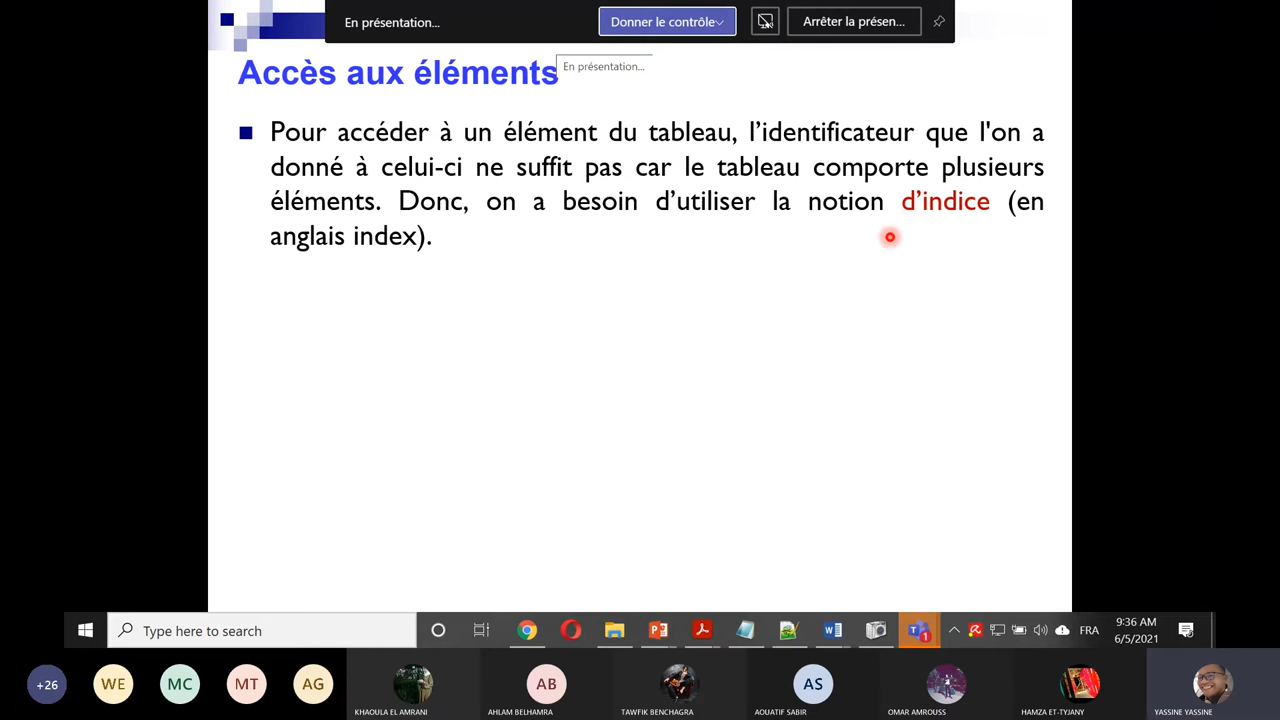 En présentation...
Donner le contrôle
Arrêter la présen...
En présentation...
Accès aux éléments
Pour accéder à un élément du tableau, l’identificateur que l'on a
donné à celui-ci ne suffit pas car le tableau comporte plusieurs
éléments. Donc, on a besoin d’utiliser la notion d’indice (en
anglais index).
Type here to search
1
FRA
9:36 AM
6/5/2021
+26
WE
MC
MT
AG
AB
AS
KHAOULA EL AMRANI
AHLAM BELHAMRA
TAWFIK BENCHAGRA
AOUATIF SABIR
OMAR AMROUSS
HAMZA ET-TYJANY
YASSINE YASSINE